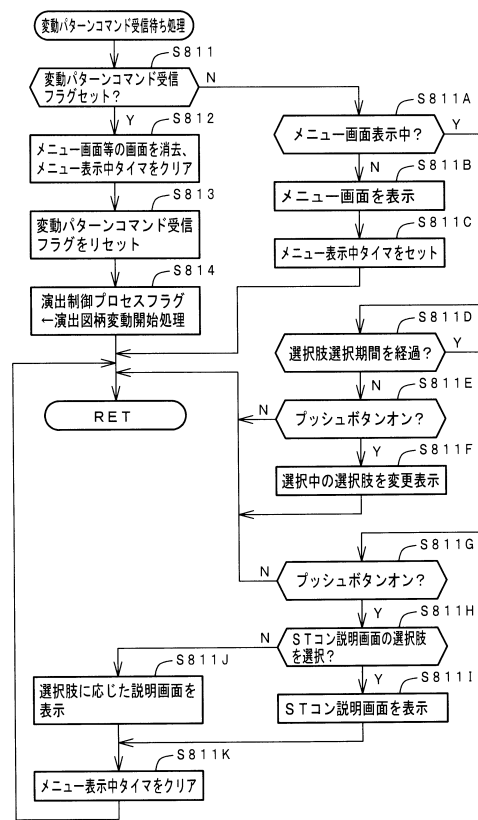 変動パターンコマンド受信待ち処理
S811
変動パターンコマンド受信
フラグセット?
N
Y
S812
メニュー画面等の画面を消去、
メニュー表示中タイマをクリア
S813
変動パターンコマンド受信
フラグをリセット
S814
演出制御プロセスフラグ
←演出図柄変動開始処理
RET
S811A
メニュー画面表示中?
Y
N
S811B
メニュー画面を表示
S811C
メニュー表示中タイマをセット
S811D
選択肢選択期間を経過?
Y
N
S811E
プッシュボタンオン?
N
Y
S811F
選択中の選択肢を変更表示
S811G
プッシュボタンオン?
N
Y
S811H
STコン説明画面の選択肢
を選択?
N
Y
S811J
選択肢に応じた説明画面を
表示
S811I
STコン説明画面を表示
S811K
メニュー表示中タイマをクリア